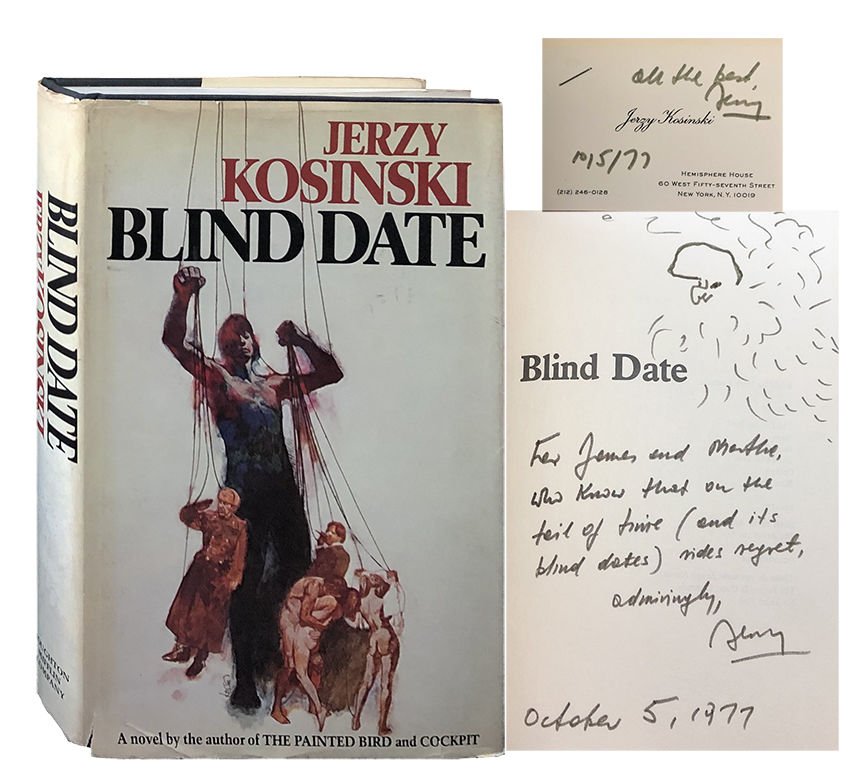 BLIND DATE
JERZY KOSINSKI
HOUGHTON
MIFFLIN
COMPANY
JERZY
KOSINSKI
BLIND DATE
A novel by the author of THE PAINTED BIRD and COCKPIT
all the best,
Jerzy
Jerzy Kosinski
10/5/77
HEMISPHERE HOUSE
(212) 246-0128
60 WEST FIFTY-SEVENTH STREET
NEW YORK, N.Y. 10019
Blind Date
For James and Marthe,
who know that on the
tail of time (and its
blind dates) rides regret,
admiringly,
Jerzy
October 5, 1977